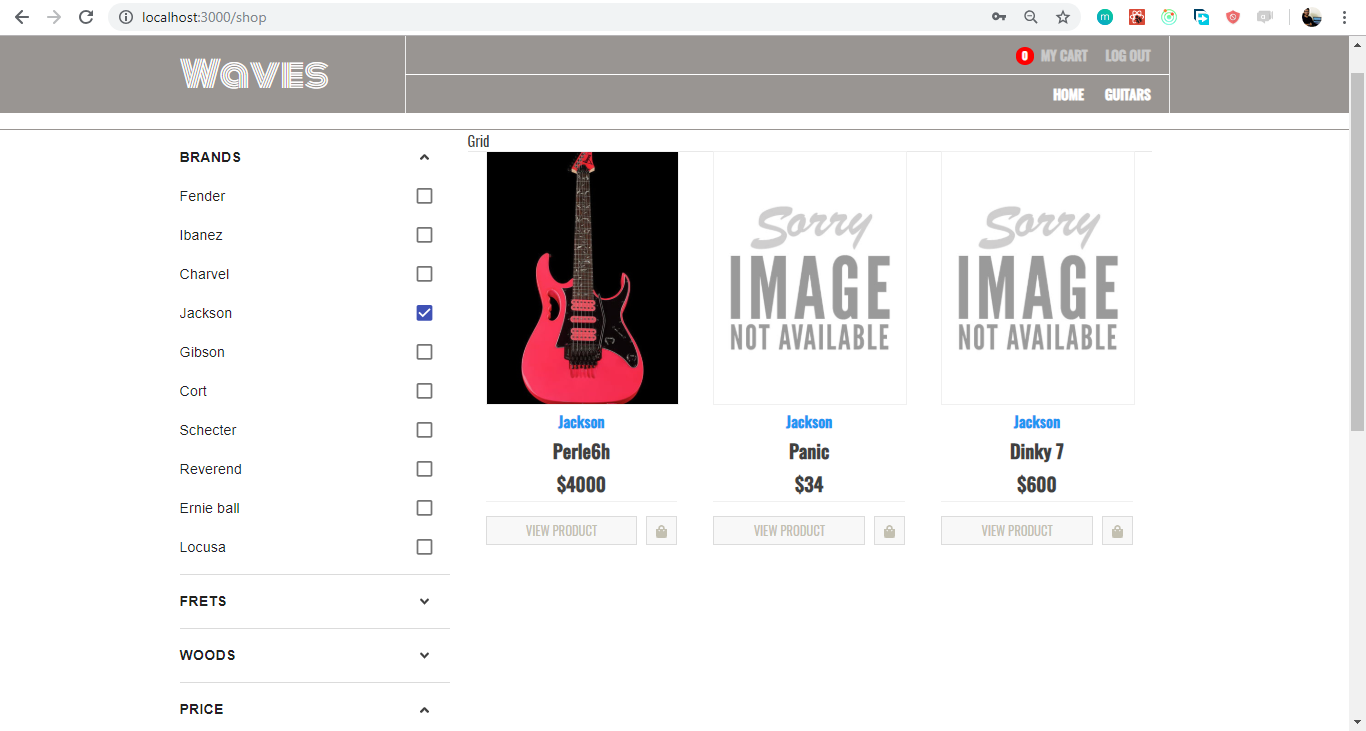 localhost:3000/shop
Waves
0 MY CART LOG OUT
HOME GUITARS
BRANDS
Fender
Ibanez
Charvel
Jackson
Gibson
Cort
Schecter
Reverend
Ernie ball
Locusa
FRETS
WOODS
PRICE
Grid
Jackson
Perle6h
$4000
VIEW PRODUCT
Sorry
IMAGE
NOT AVAILABLE
Jackson
Panic
$34
VIEW PRODUCT
Sorry
IMAGE
NOT AVAILABLE
Jackson
Dinky 7
$600
VIEW PRODUCT